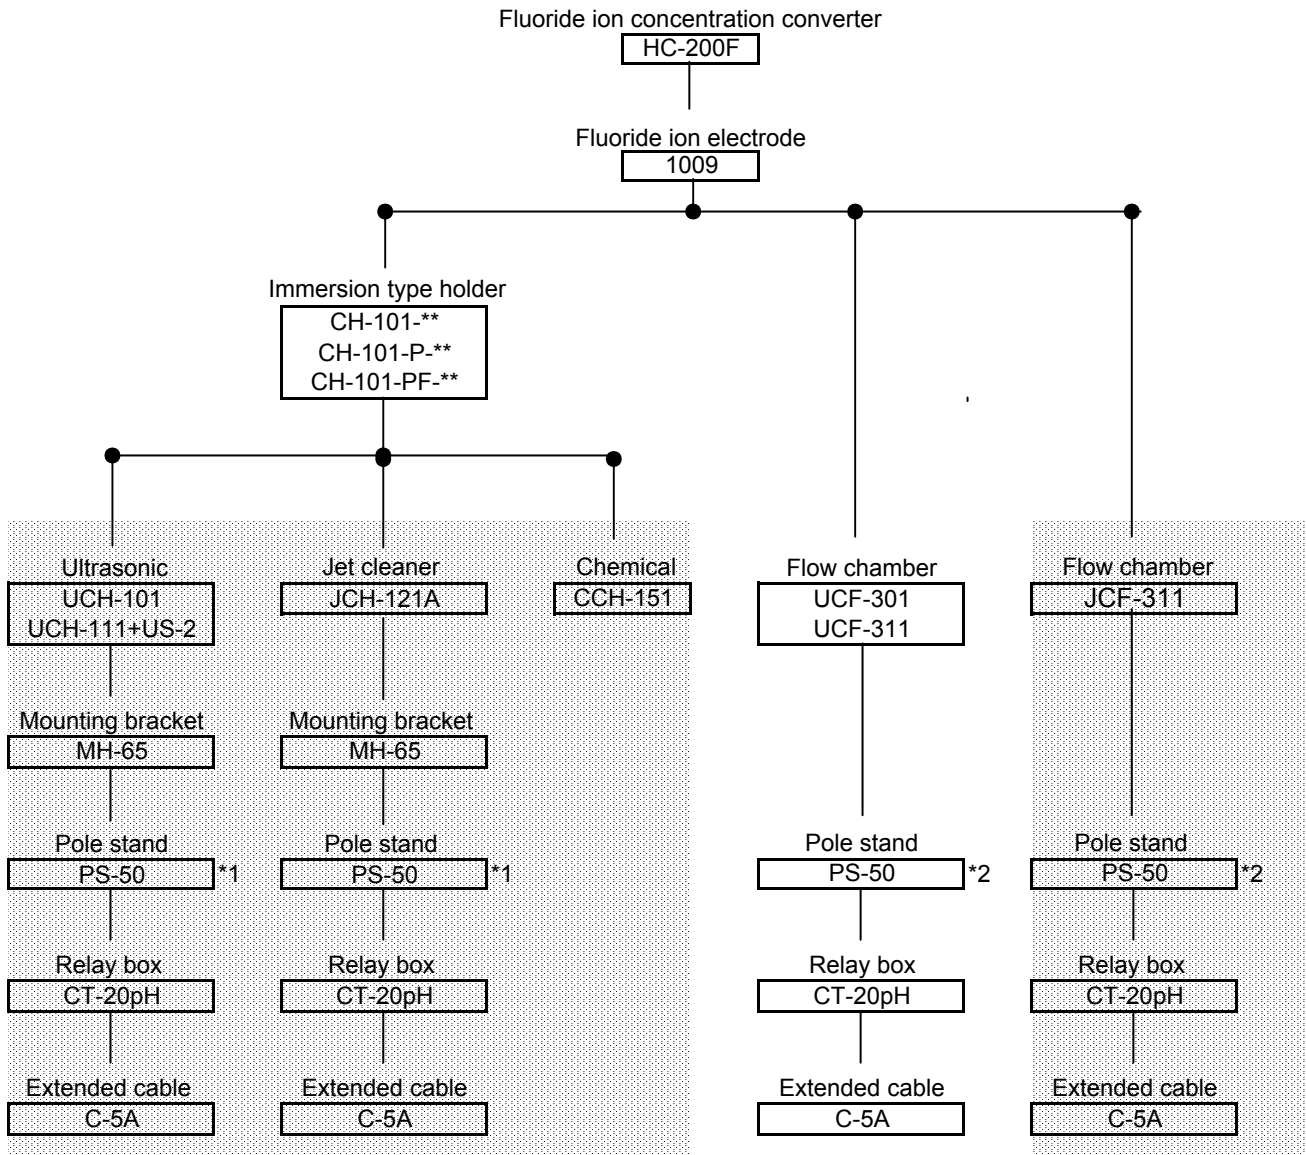 Fluoride ion concentration converter
HC-200F
Fluoride ion electrode
1009
Immersion type holder
CH-101-**
CH-101-P-**
CH-101-PF-**
Ultrasonic
UCH-101
UCH-111+US-2
Jet cleaner
JCH-121A
Chemical
CCH-151
Flow chamber
UCF-301
UCF-311
Flow chamber
JCF-311
Mounting bracket
MH-65
Mounting bracket
MH-65
Pole stand
PS-50 *1
Pole stand
PS-50 *1
Pole stand
PS-50 *2
Pole stand
PS-50 *2
Relay box
CT-20pH
Relay box
CT-20pH
Relay box
CT-20pH
Relay box
CT-20pH
Extended cable
C-5A
Extended cable
C-5A
Extended cable
C-5A
Extended cable
C-5A